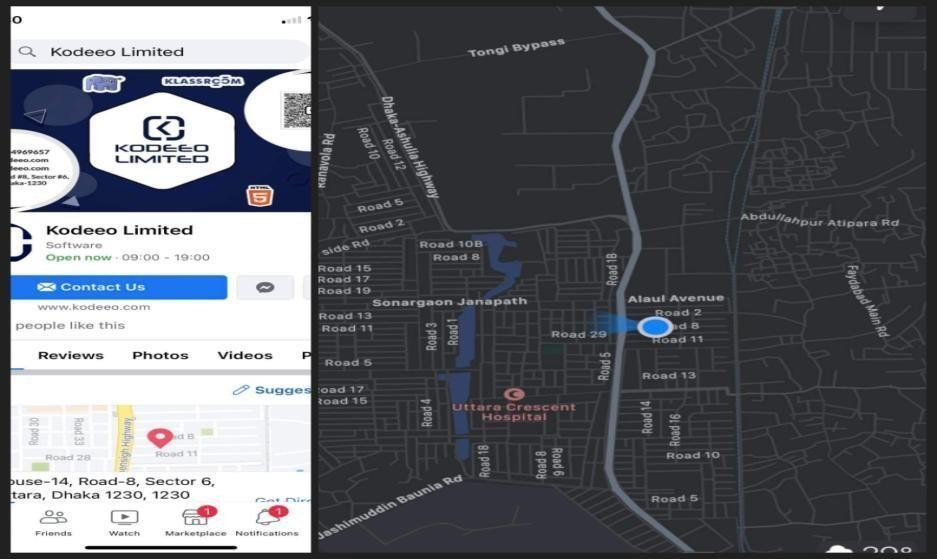 Kodeeo Limited
KLASSROOM
KODEEO
LIMITED
4969657
deeo.com
deeo.com
d #8, Sector #6,
aka-1230
HTML
5
Kodeeo Limited
Software
Open now · 09:00 - 19:00
Contact Us
www.kodeeo.com
people like this
Reviews Photos Videos P
Sugges
Road 30
Road 33
ensigh Highway
ad 8
Road 28
Road 11
ouse-14, Road-8, Sector 6,
tara, Dhaka 1230, 1230
Get Dir
1
1
Friends Watch Marketplace Notifications
Tongi Bypass
Dhaka-Ashulia Highway
Road 10
Road 12
Ranavola Rd
Road 5
Road 2
side Rd
Road 10B
Road 8
Road 15
Road 17
Road 19
Sonargaon Janapath
Road 13
Road 11
Road 3
Road 1
Road 5
oad 17
Road 15
Road 4
Road 1B
Alaul Avenue
Road 2
ad 8
Road 11
Road 29
Road 5
Road 13
Uttara Crescent
Hospital
Road 14
Road 16
Road 18
Road 8
Road 9
Road 10
Road 5
Jashimuddin Baunia Rd
Abdullahpur Atipara Rd
Faydabad Main Rd